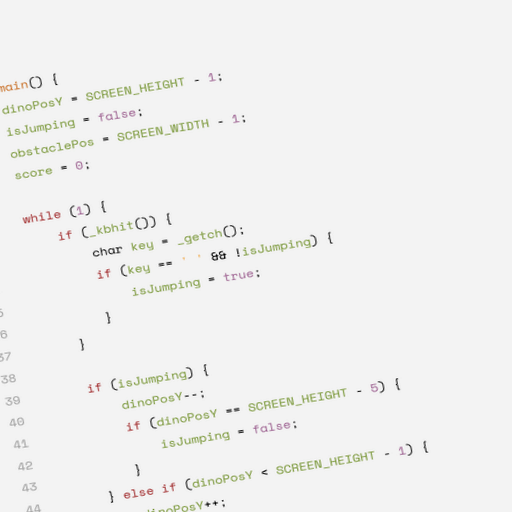 main() {
dinoPosY = SCREEN_HEIGHT - 1;
isJumping = false;
obstaclePos = SCREEN_WIDTH - 1;
score = 0;
while (1) {
if (_kbhit()) {
char key = _getch();
if (key == ' ' && !isJumping) {
isJumping = true;
}
}
37
38 if (isJumping) {
39 dinoPosY--;
40 if (dinoPosY == SCREEN_HEIGHT - 5) {
41 isJumping = false;
42 }
43 } else if (dinoPosY < SCREEN_HEIGHT - 1) {
44 dinoPosY++;